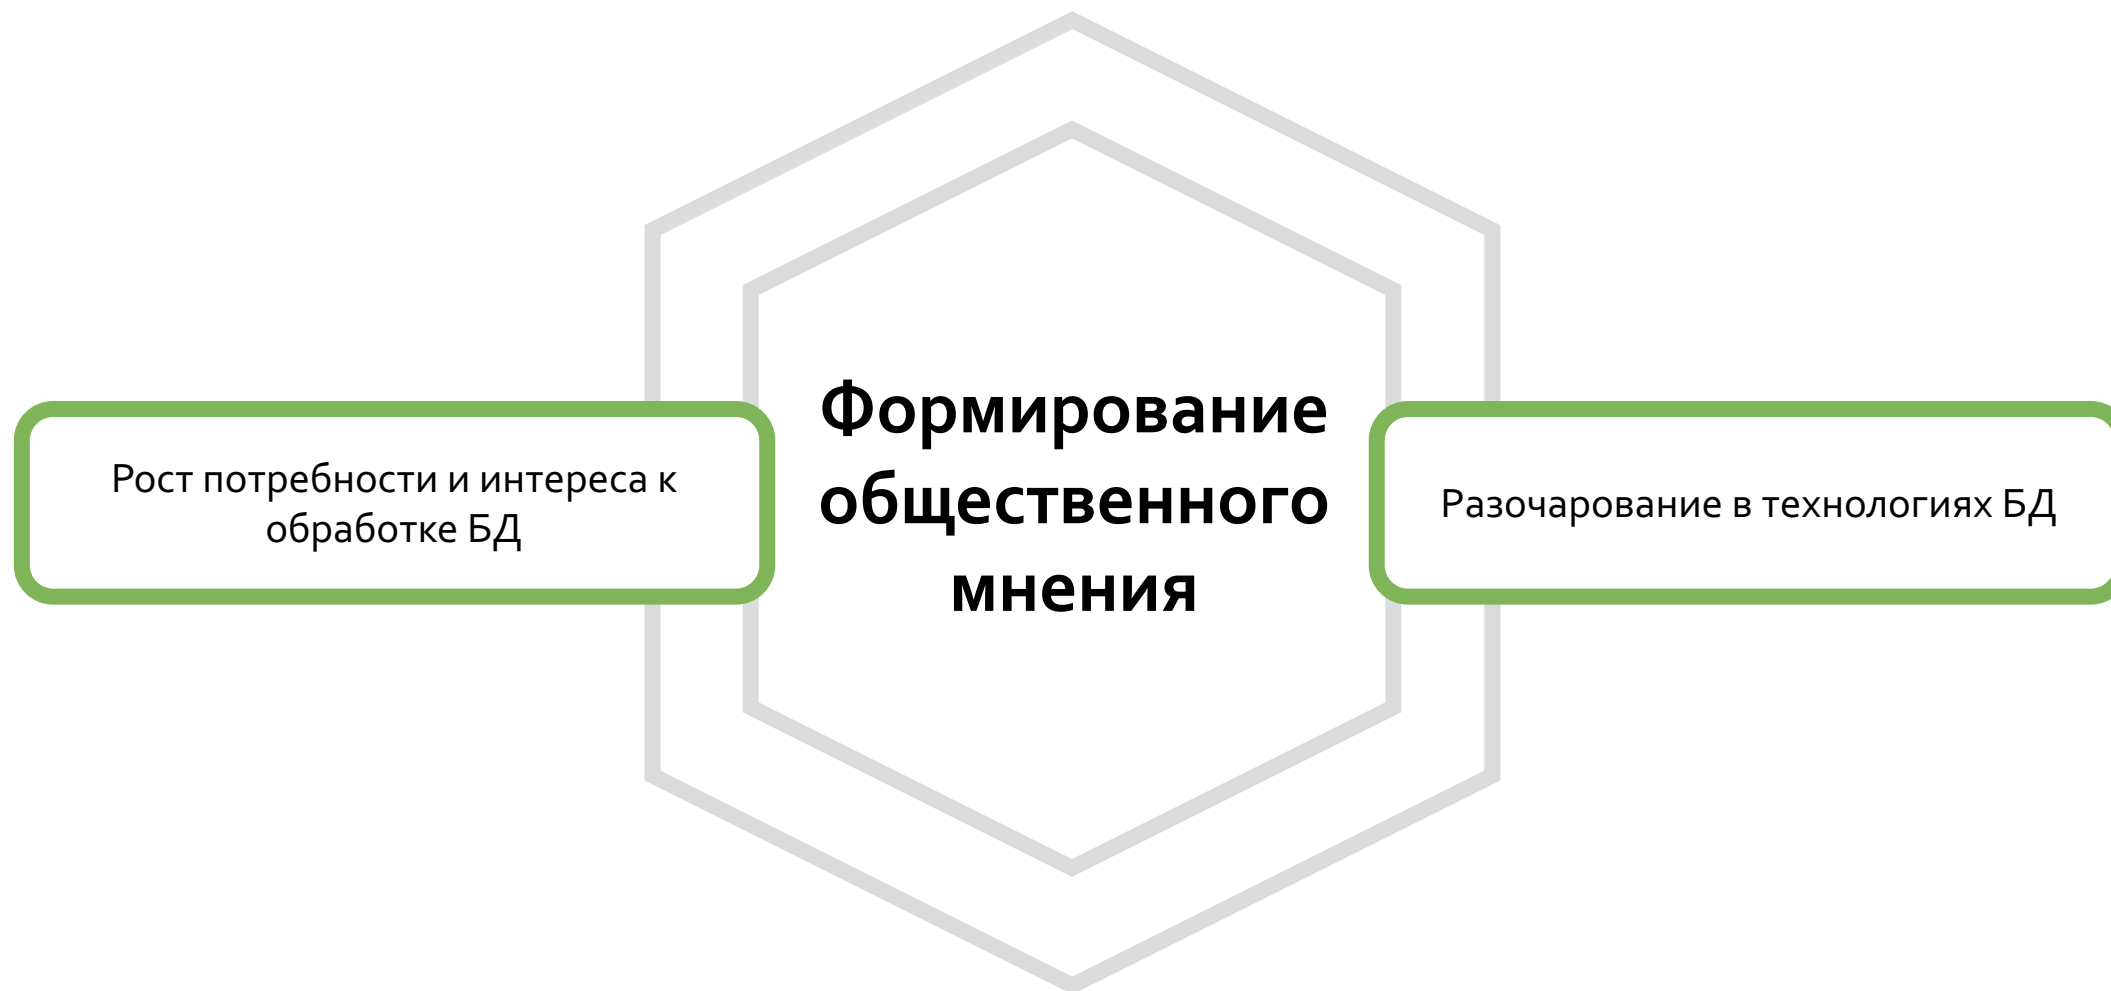 Рост потребности и интереса к
обработке БД
Формирование
общественного
мнения
Разочарование в технологиях БД